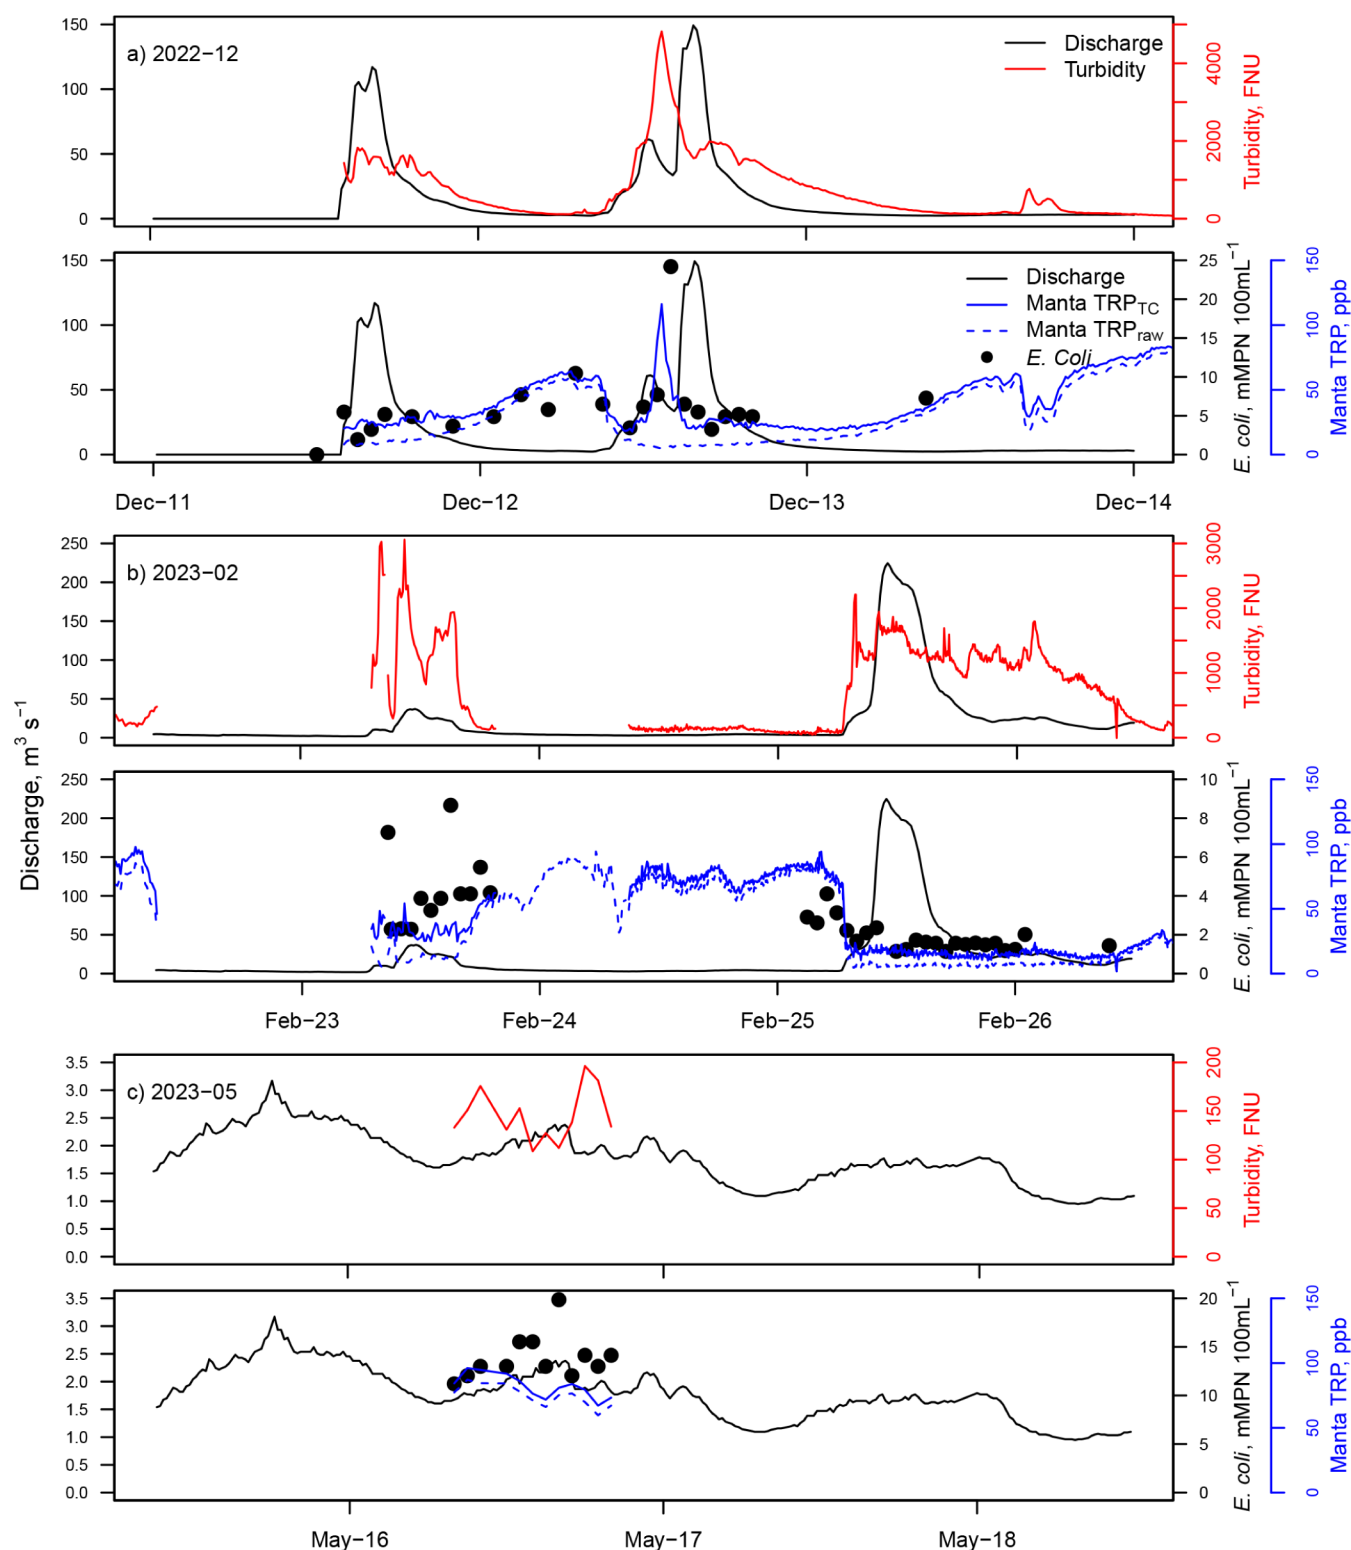 a) 2022−12
Discharge
Turbidity
150
100
50
0
4000
2000
0
Turbidity, FNU
Discharge
Manta TRPTC
Manta TRPraw
E. Coli
150
100
50
0
25
20
15
10
5
0
E. coli, mMPN 100mL−1
150
100
50
0
Manta TRP, ppb
Dec−11
Dec−12
Dec−13
Dec−14
b) 2023−02
250
200
150
100
50
0
3000
2000
1000
0
Turbidity, FNU
Discharge, m3 s−1
250
200
150
100
50
0
10
8
6
4
2
0
E. coli, mMPN 100mL−1
150
100
50
0
Manta TRP, ppb
Feb−23
Feb−24
Feb−25
Feb−26
c) 2023−05
3.5
3.0
2.5
2.0
1.5
1.0
0.5
0.0
200
150
100
50
0
Turbidity, FNU
3.5
3.0
2.5
2.0
1.5
1.0
0.5
0.0
20
15
10
5
0
E. coli, mMPN 100mL−1
150
100
50
0
Manta TRP, ppb
May−16
May−17
May−18